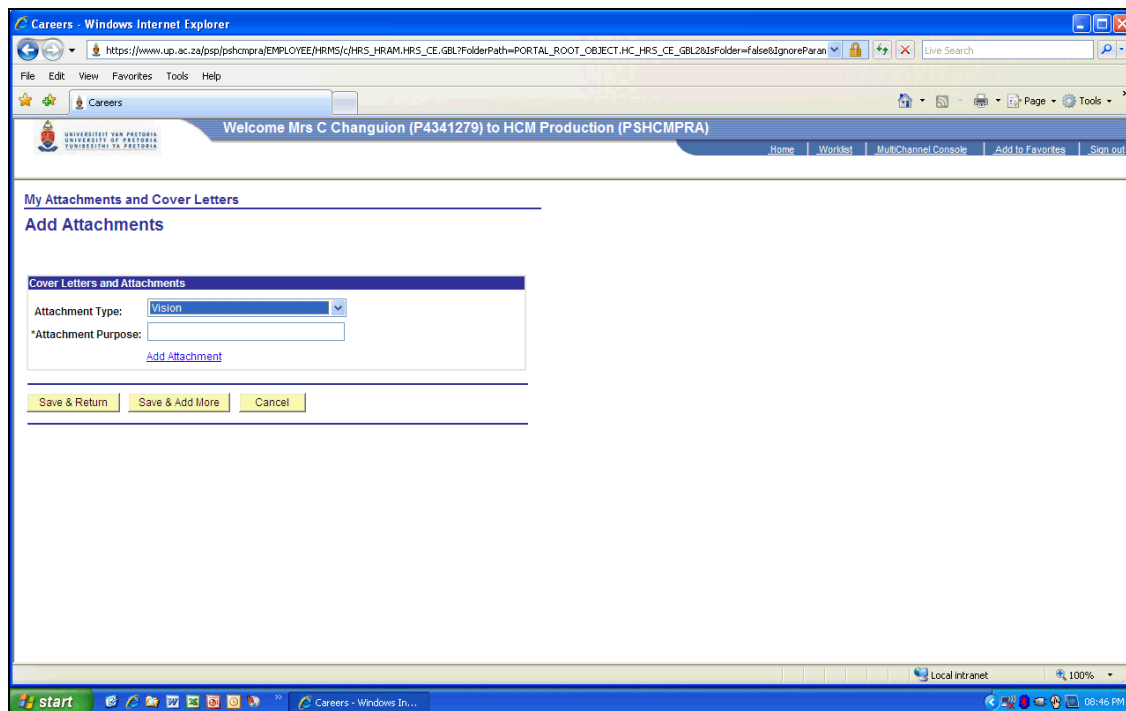 Careers - Windows Internet Explorer
https://www.up.ac.za/psp/pshcmpra/EMPLOYEE/HRMS/c/HRS_HRAM.HRS_CE.GBL?FolderPath=PORTAL_ROOT_OBJECT.HC_HRS_CE_GBL2&IsFolder=false&IgnoreParan
Live Search
File Edit View Favorites Tools Help
Careers
Page Tools
UNIVERSITEIT VAN PRETORIA
UNIVERSITY OF PRETORIA
YUNIBESITHI YA PRETORIA
Welcome Mrs C Changuion (P4341279) to HCM Production (PSHCMPRA)
Home Worklist MultiChannel Console Add to Favorites Sign out
My Attachments and Cover Letters
Add Attachments
Cover Letters and Attachments
Attachment Type: Vision
*Attachment Purpose:
Add Attachment
Save & Return Save & Add More Cancel
Local intranet 100%
start Careers - Windows In... 08:46 PM